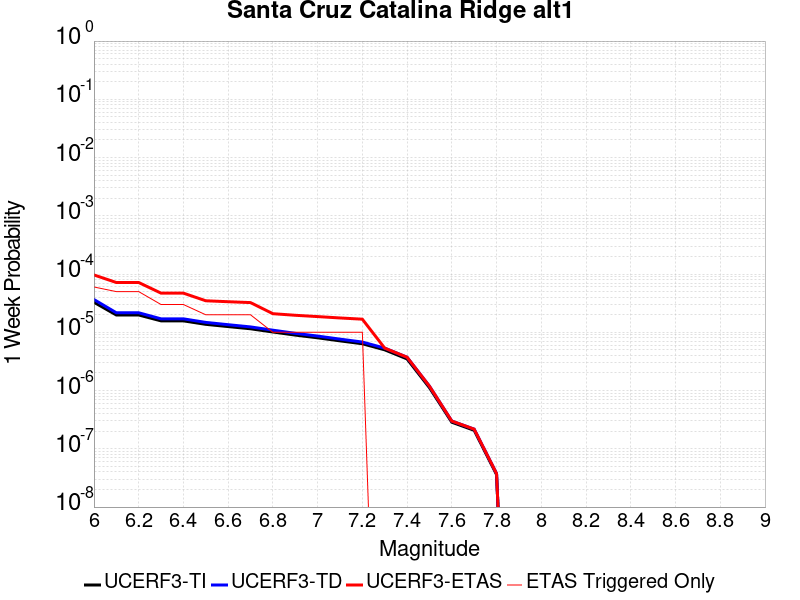 Santa Cruz Catalina Ridge alt1
10^0
10^-1
10^-2
10^-3
10^-4
10^-5
10^-6
10^-7
10^-8
1 Week Probability
6 6.2 6.4 6.6 6.8 7 7.2 7.4 7.6 7.8 8 8.2 8.4 8.6 8.8 9
Magnitude
UCERF3-TI UCERF3-TD UCERF3-ETAS ETAS Triggered Only